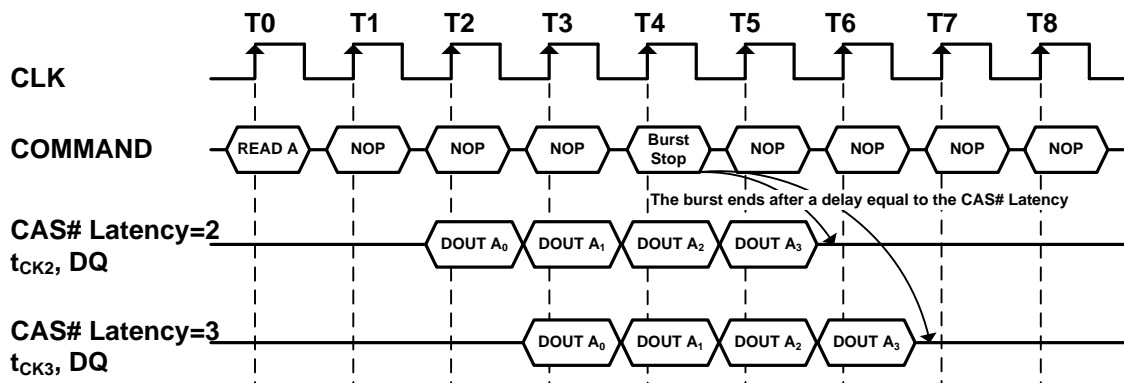 T0 T1 T2 T3 T4 T5 T6 T7 T8
CLK
COMMAND READ A NOP NOP NOP Burst Stop NOP NOP NOP NOP
The burst ends after a delay equal to the CAS# Latency
CAS# Latency=2
tCK2, DQ DOUT A0 DOUT A1 DOUT A2 DOUT A3
CAS# Latency=3
tCK3, DQ DOUT A0 DOUT A1 DOUT A2 DOUT A3